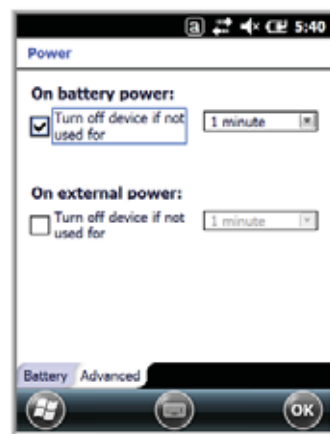 a 5:40
Power
On battery power:
Turn off device if not
used for
1 minute
On external power:
Turn off device if not
used for
1 minute
Battery Advanced
OK